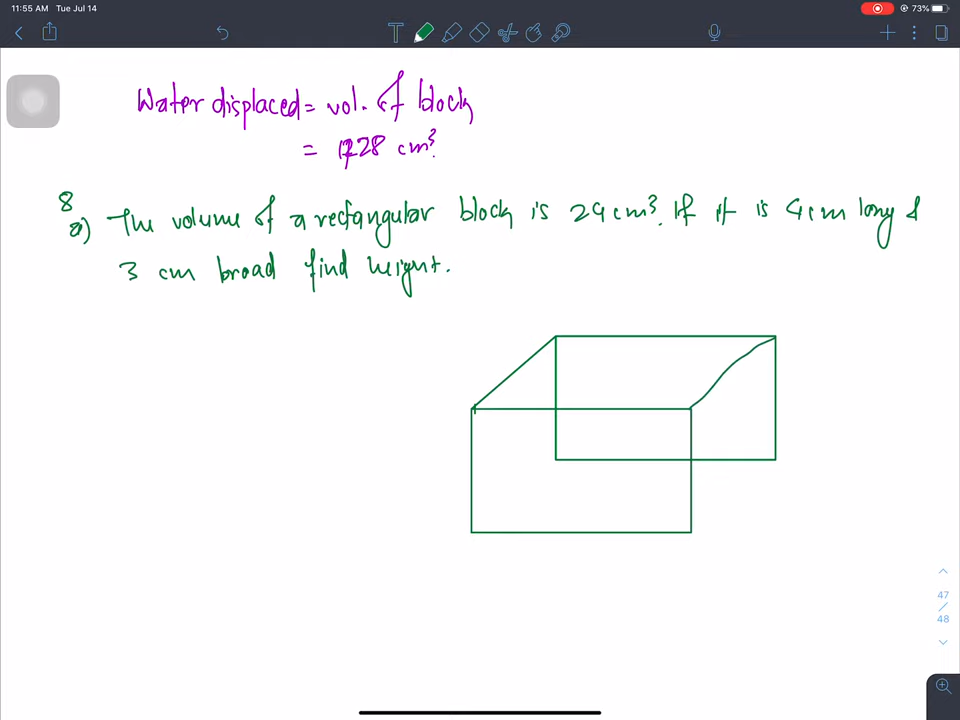 11:55 AM Tue Jul 14
73%
Water displaced = vol. of block
= 1728 cm³
8
a) The volume of a rectangular block is 24 cm³. If it is 4 cm long &
3 cm broad find height.
47
/
48